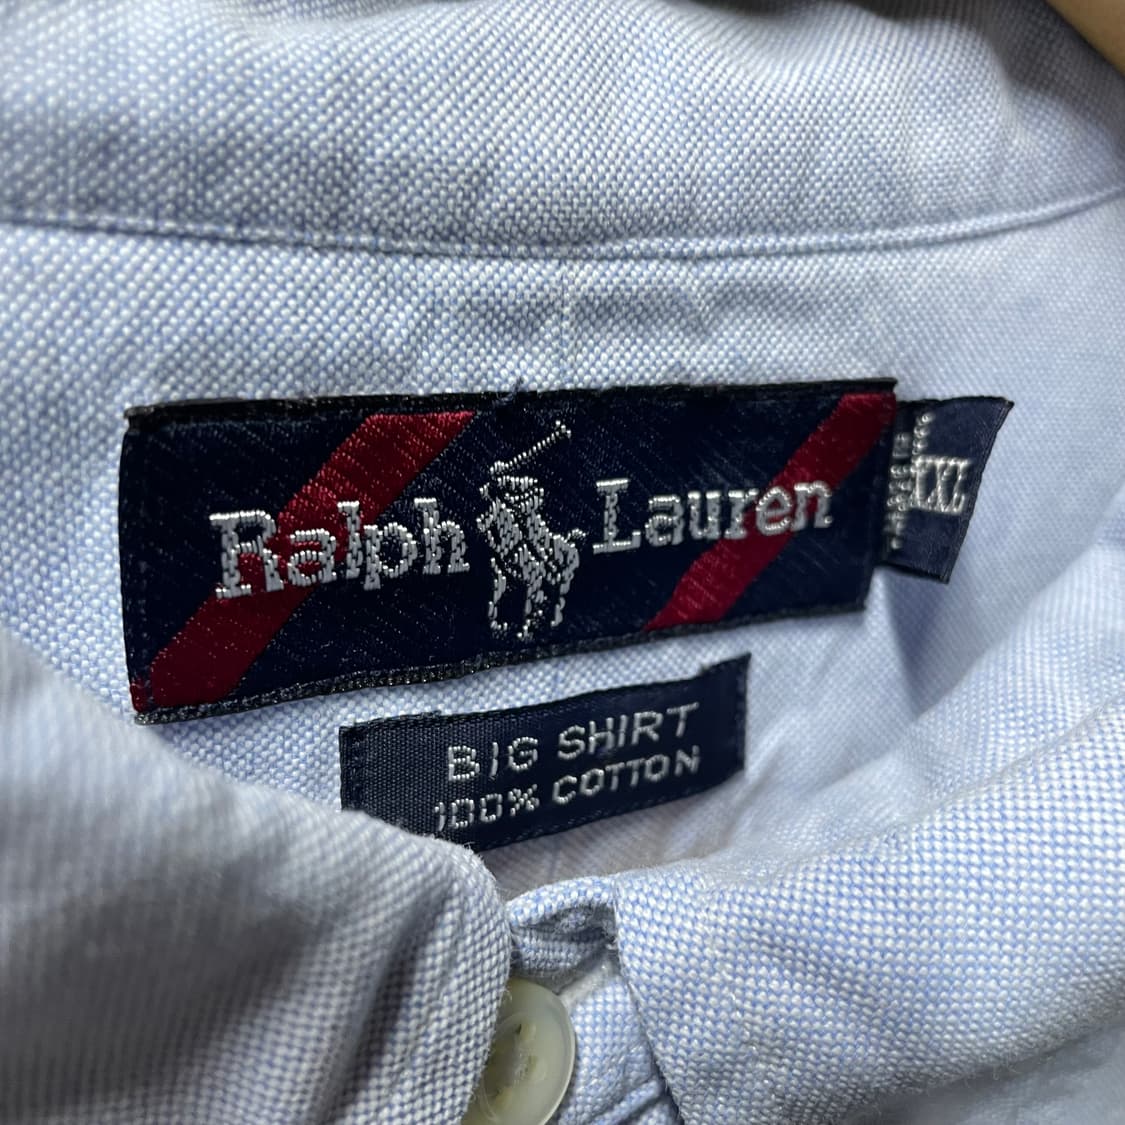 Ralph Lauren
XXL
BIG SHIRT
100% COTTON